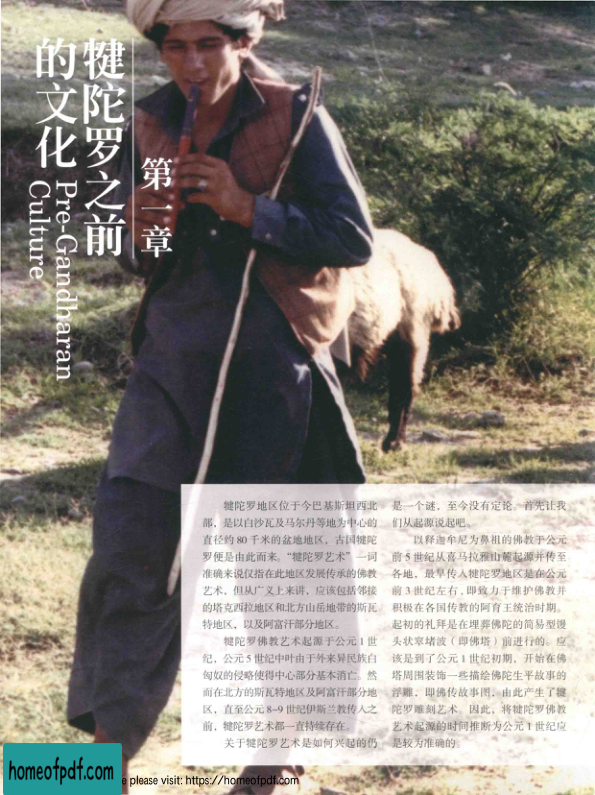 第一章
犍陀罗之前
的文化
Pre-Gandharan
Culture
犍陀罗地区位于今巴基斯坦西北
部，是以白沙瓦及马尔丹等地为中心的
直径约 80 千米的盆地地区，古国犍陀
罗便是由此而来。“犍陀罗艺术”一词
准确来说仅指在此地区发展传承的佛教
艺术，但从广义上来讲，应该包括邻接
的塔克西拉地区和北方山岳地带的斯瓦
特地区，以及阿富汗部分地区。
犍陀罗佛教艺术起源于公元 1 世
纪，公元 5 世纪中叶由于外来异民族白
匈奴的侵略使得中心部分基本消亡。然
而在北方的斯瓦特地区及阿富汗部分地
区，直至公元 8~9 世纪伊斯兰教传入之
前，犍陀罗艺术都一直持续存在。
关于犍陀罗艺术是如何兴起的仍
是一个谜，至今没有定论。首先让我
们从起源说起吧。
以释迦牟尼为鼻祖的佛教于公元
前 5 世纪从喜马拉雅山麓起源并传至
各地，最早传入犍陀罗地区是在公元
前 3 世纪左右，即致力于维护佛教并
积极在各国传教的阿育王统治时期。
起初的礼拜是在埋葬佛陀的简易型馒
头状窣堵波（即佛塔）前进行的。应
该是到了公元 1 世纪初期，开始在佛
塔周围装饰一些描绘佛陀生平故事的
浮雕，即佛传故事图，由此产生了犍
陀罗雕刻艺术。因此，将犍陀罗佛教
艺术起源的时间推断为公元 1 世纪应
是较为准确的。
homeofpdf.com
e please visit: https://homeofpdf.com